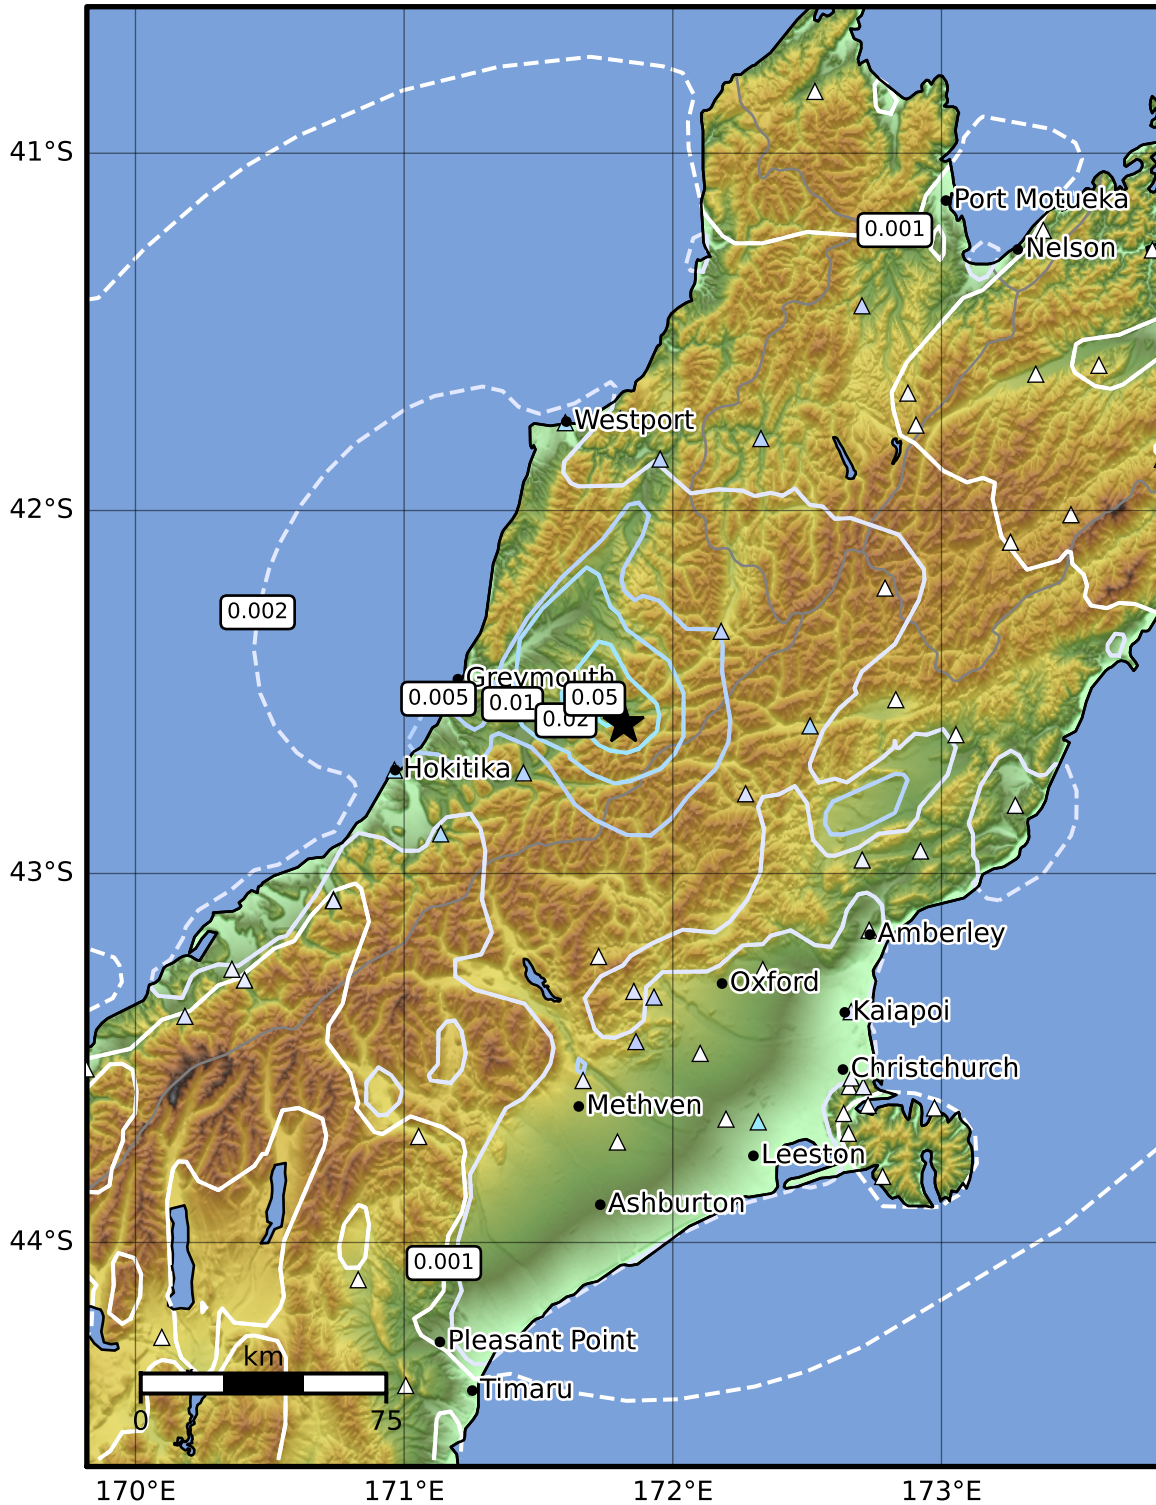 41°S
Port Motueka
0.001
Nelson
Westport
42°S
0.002
Greymouth
0.005
0.01
0.02
0.05
Hokitika
43°S
Amberley
Oxford
Kaiapoi
Christchurch
Methven
Leeston
Ashburton
44°S
0.001
Pleasant Point
km
Timaru
0
75
170°E
171°E
172°E
173°E